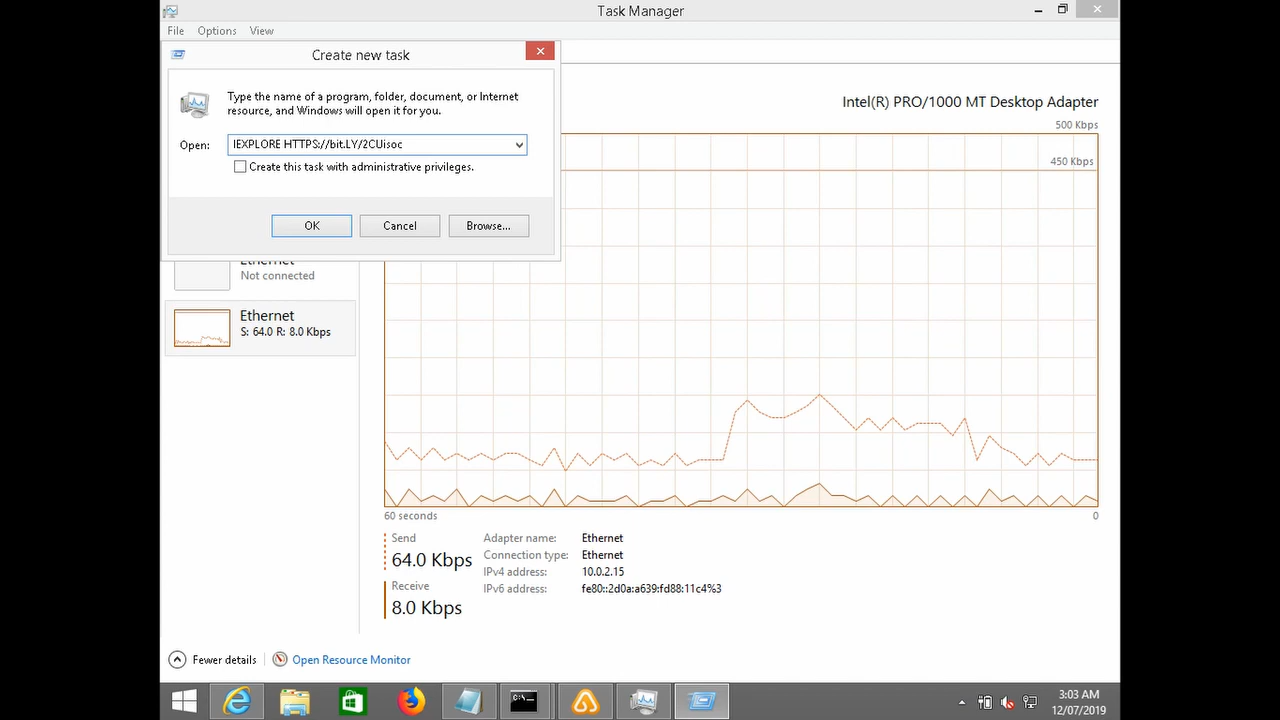 Task Manager
File Options View
Create new task
Type the name of a program, folder, document, or Internet
resource, and Windows will open it for you.
Open: IEXPLORE HTTPS://bit.LY/2CUisoc
Create this task with administrative privileges.
OK Cancel Browse...
Ethernet
Not connected
Ethernet
S: 64.0 R: 8.0 Kbps
Intel(R) PRO/1000 MT Desktop Adapter
500 Kbps
450 Kbps
60 seconds 0
Send
64.0 Kbps
Receive
8.0 Kbps
Adapter name: Ethernet
Connection type: Ethernet
IPv4 address: 10.0.2.15
IPv6 address: fe80::2d0a:a639:fd88:11c4%3
Fewer details Open Resource Monitor
3:03 AM
12/07/2019